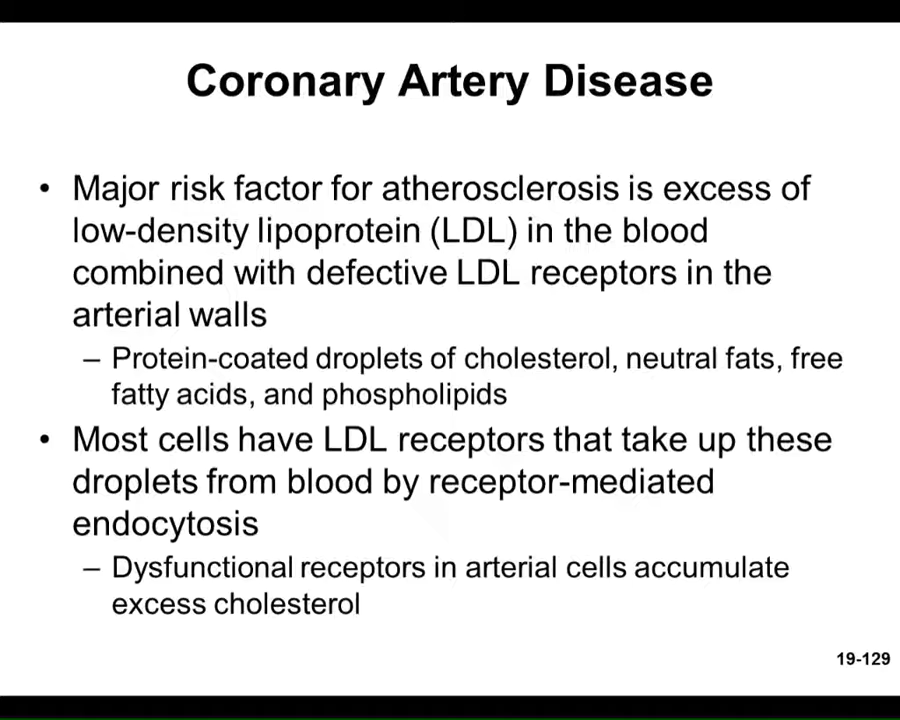 Coronary Artery Disease
• Major risk factor for atherosclerosis is excess of
low-density lipoprotein (LDL) in the blood
combined with defective LDL receptors in the
arterial walls
– Protein-coated droplets of cholesterol, neutral fats, free
fatty acids, and phospholipids
• Most cells have LDL receptors that take up these
droplets from blood by receptor-mediated
endocytosis
– Dysfunctional receptors in arterial cells accumulate
excess cholesterol
19-129